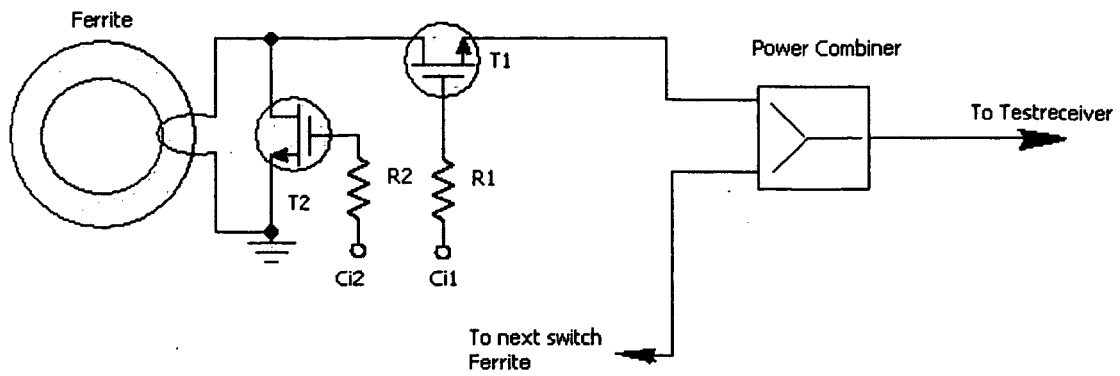 Ferrite
T1
Power Combiner
To Testreceiver
R2
R1
T2
Ci2
Ci1
To next switch
Ferrite